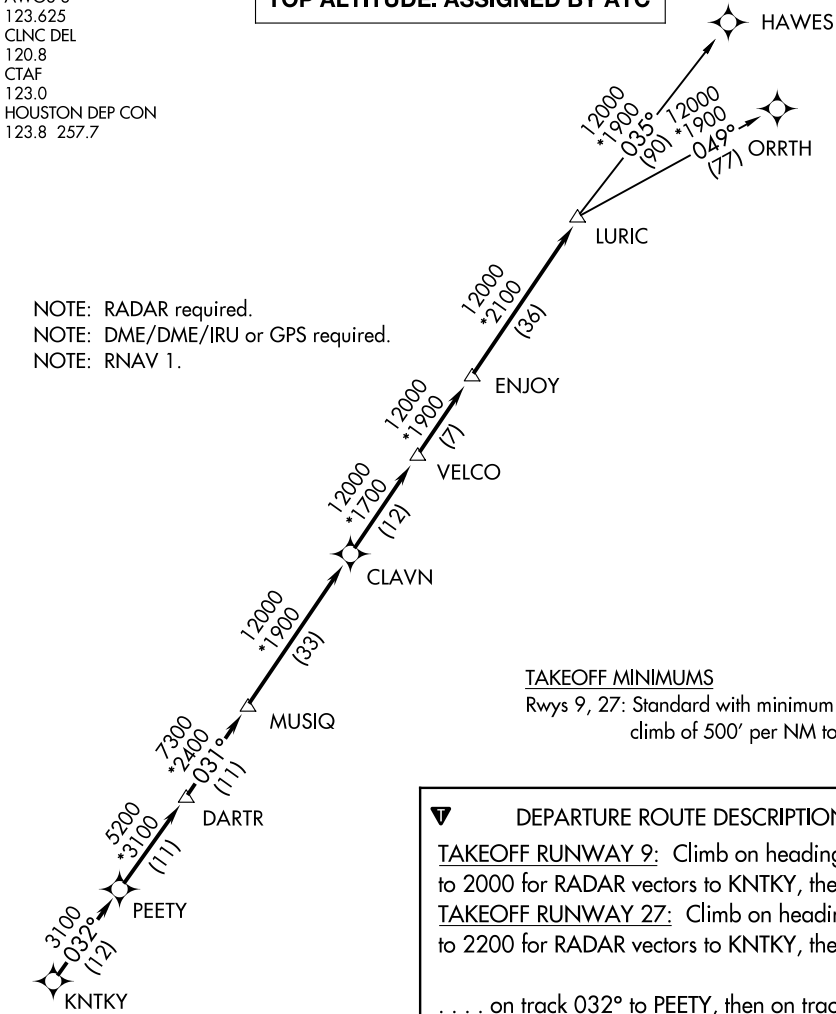 123.625
CLNC DEL
120.8
CTAF
123.0
HOUSTON DEP CON
123.8 257.7
TOP ALTITUDE: ASSIGNED BY ATC
HAWES
12000
*1900
035°
(90)
12000
*1900
049°
(77)
ORRTH
LURIC
12000
*2100
(36)
NOTE: RADAR required.
NOTE: DME/DME/IRU or GPS required.
NOTE: RNAV 1.
ENJOY
12000
*1900
(7)
VELCO
12000
*1700
(12)
CLAVN
12000
*1900
(33)
TAKEOFF MINIMUMS
Rwys 9, 27: Standard with minimum
climb of 500' per NM to
MUSIQ
7300
*2400
031°
(11)
DARTR
5200
*3100
(11)
PEETY
3100
032°
(12)
KNTKY
T DEPARTURE ROUTE DESCRIPTION
TAKEOFF RUNWAY 9: Climb on heading
to 2000 for RADAR vectors to KNTKY, the
TAKEOFF RUNWAY 27: Climb on headin
to 2200 for RADAR vectors to KNTKY, the
. . . . on track 032° to PEETY, then on trac